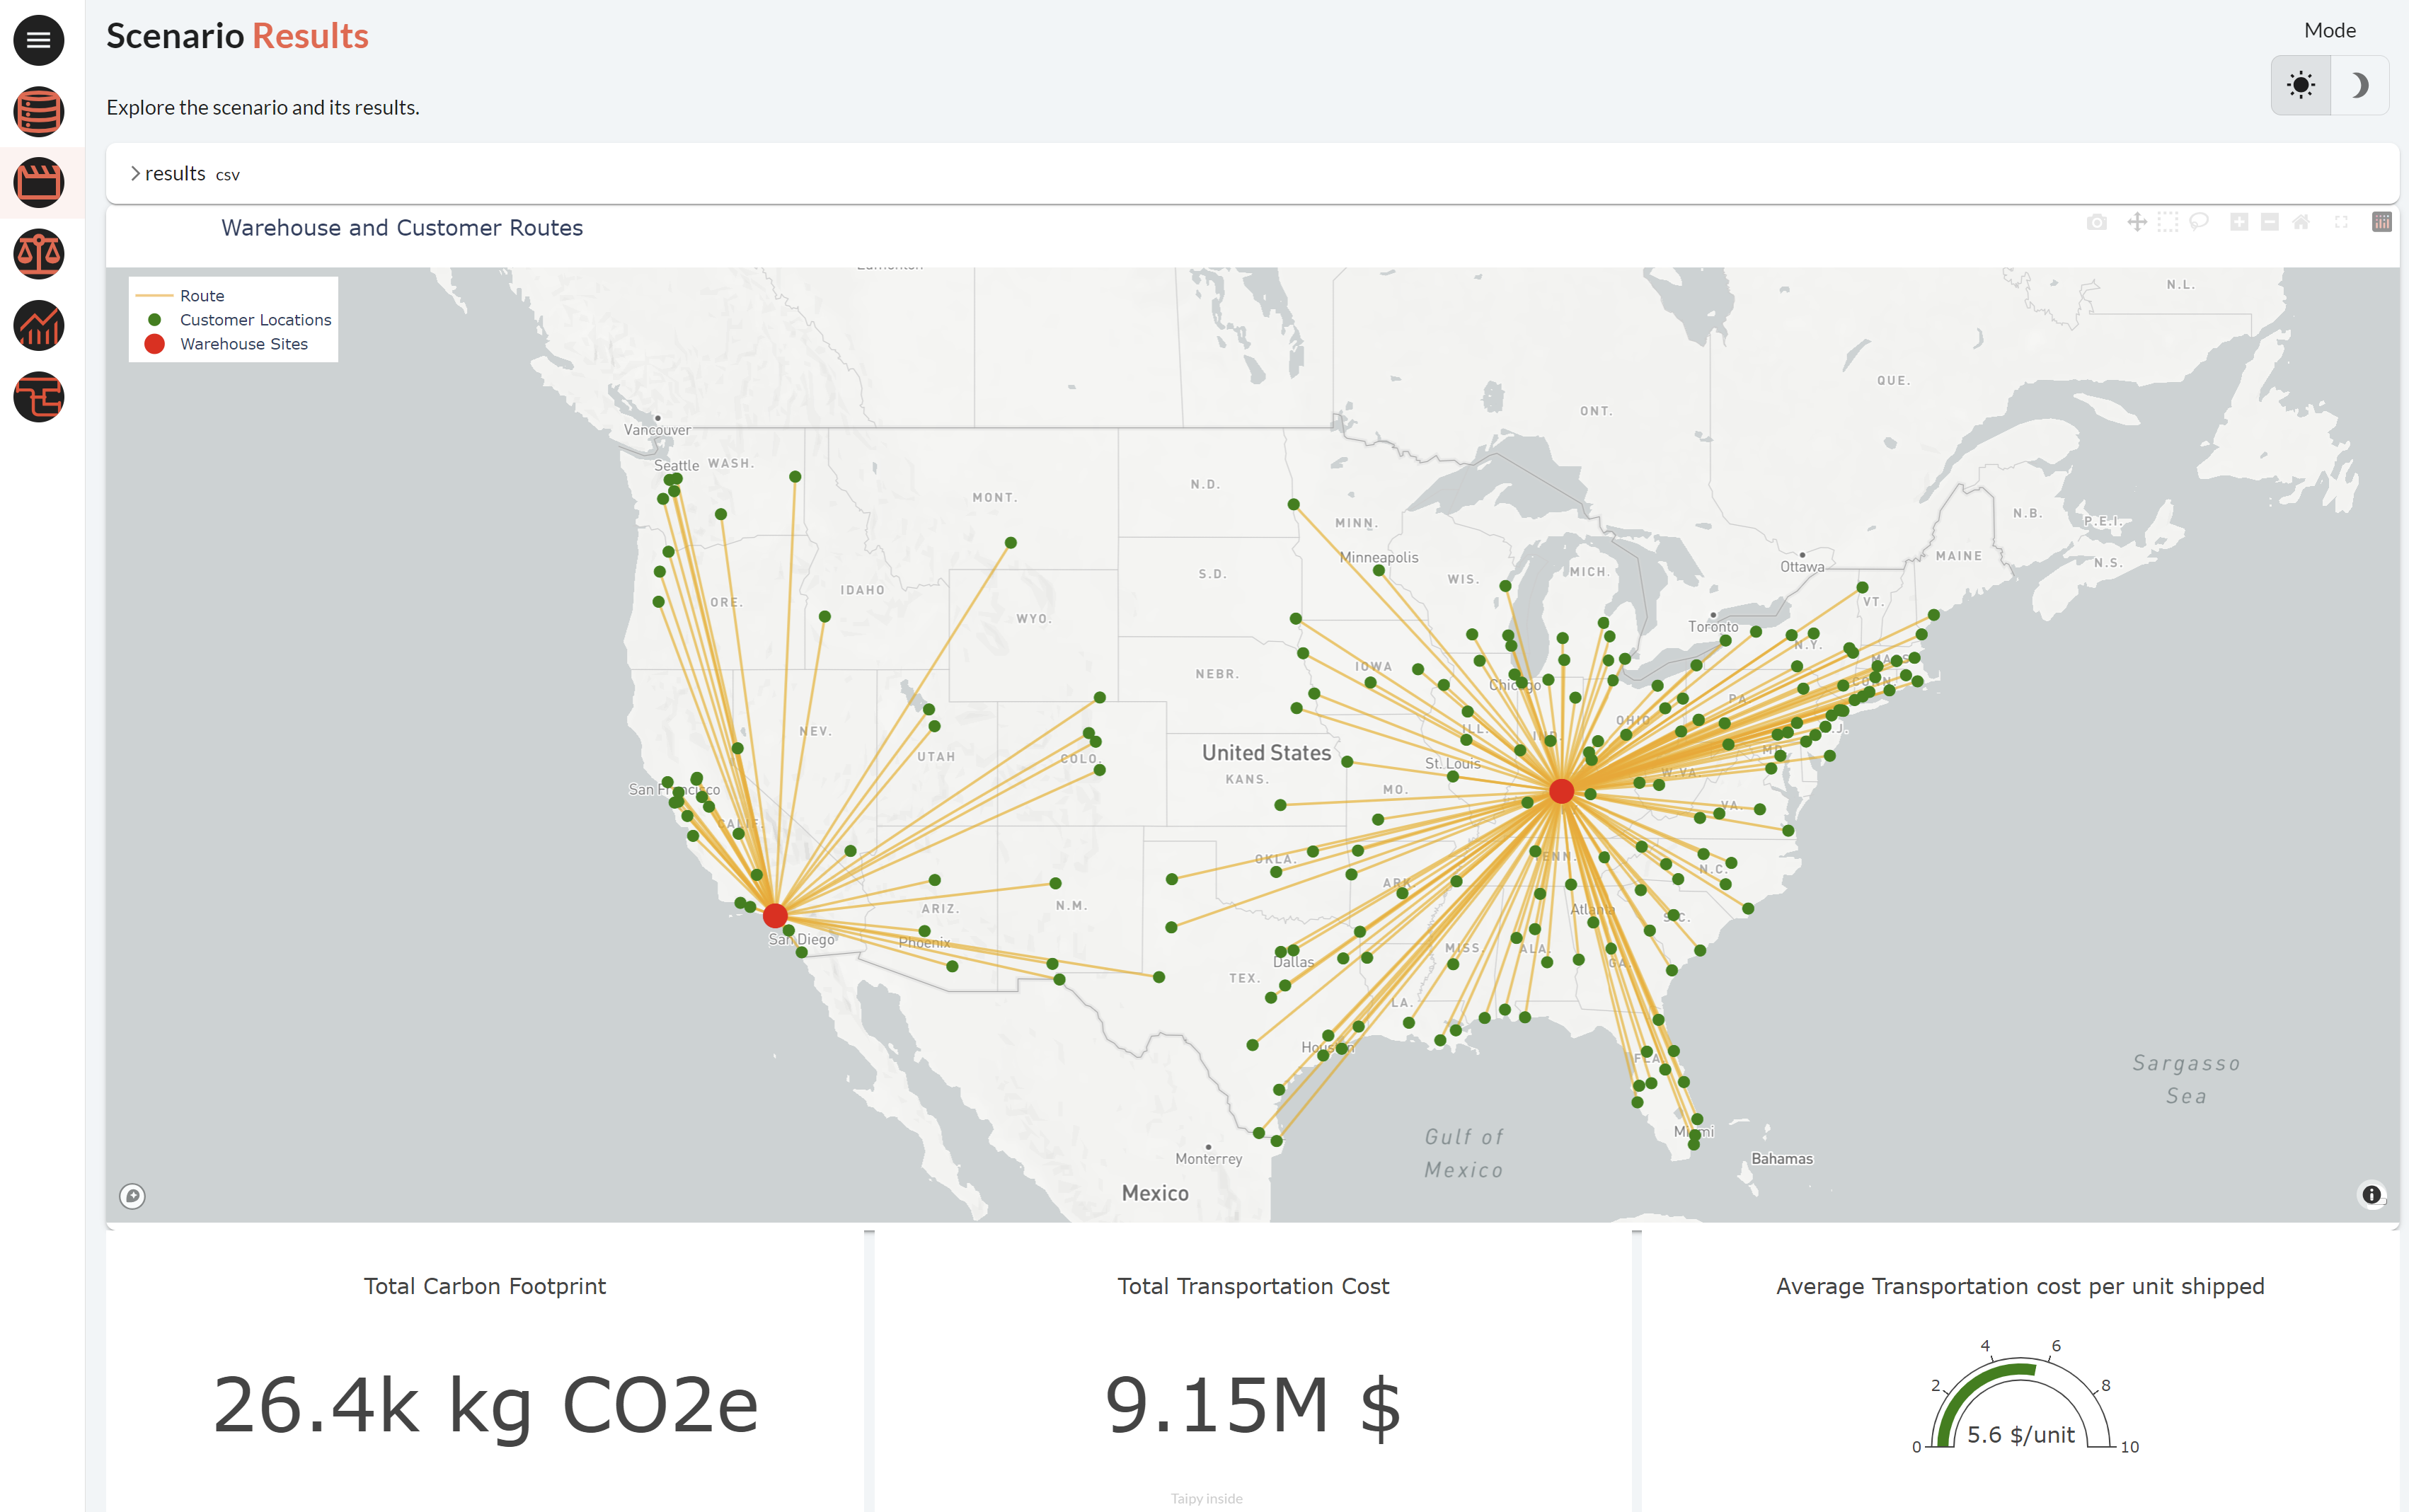 Scenario Results
Mode
Explore the scenario and its results.
results csv
Warehouse and Customer Routes
Route
Customer Locations
Warehouse Sites
N.L.
QUE.
ONT.
Vancouver
Seattle WASH.
MONT.
N.D.
MINN.
N.B.
P.E.I.
N.S.
MAINE
Ottawa
Minneapolis
WIS.
MICH.
S.D.
IDAHO
ORE.
VT.
WYO.
Toronto
N.Y.
IOWA
NEBR.
Chicago
CONN.
PA.
OHIO
NEV.
ILL.
United States
UTAH
COLO.
St. Louis
KANS.
W.VA.
San Francisco
MO.
VA.
CALIF.
OKLA.
TENN.
N.C.
ARK.
ARIZ.
N.M.
Atlanta
S.C.
San Diego
Phoenix
MISS.
ALA.
GA.
Dallas
TEX.
LA.
Houston
FLA.
Sargasso
Sea
Miami
Gulf of
Mexico
Monterrey
Bahamas
Mexico
Total Carbon Footprint
Total Transportation Cost
Average Transportation cost per unit shipped
26.4k kg CO2e
9.15M $
0
2
4
6
8
10
5.6 $/unit
Taipy inside